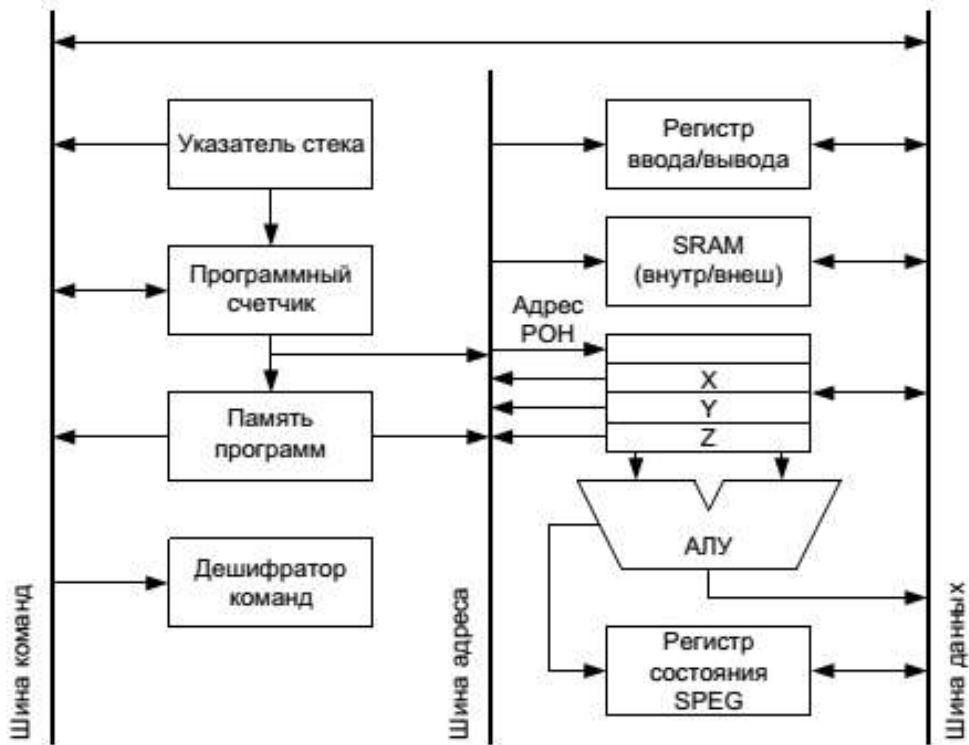 Указатель стека
Регистр
ввода/вывода
Программный
счетчик
SRAM
(внутр/внеш)
Адрес
РОН
X
Y
Z
Память
программ
АЛУ
Дешифратор
команд
Регистр
состояния
SPEG
Шина команд
Шина адреса
Шина данных